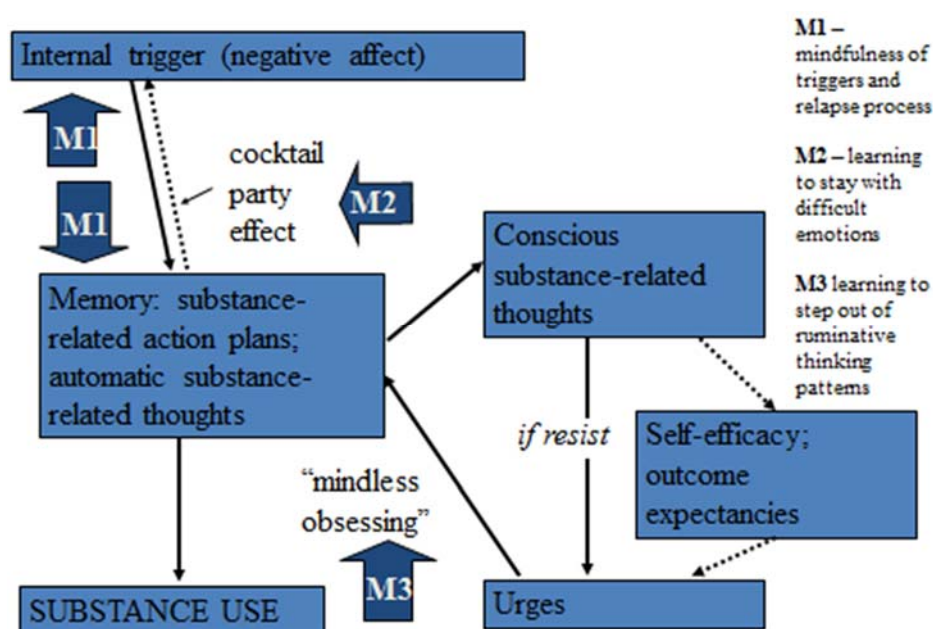 Internal trigger (negative affect)
M1
M1
cocktail
party
effect
M2
Memory: substance-
related action plans;
automatic substance-
related thoughts
Conscious
substance-related
thoughts
if resist
Self-efficacy;
outcome
expectancies
"mindless
obsessing"
M3
SUBSTANCE USE
Urges
M1 –
mindfulness of
triggers and
relapse process
M2 – learning
to stay with
difficult
emotions
M3 learning to
step out of
ruminative
thinking
patterns